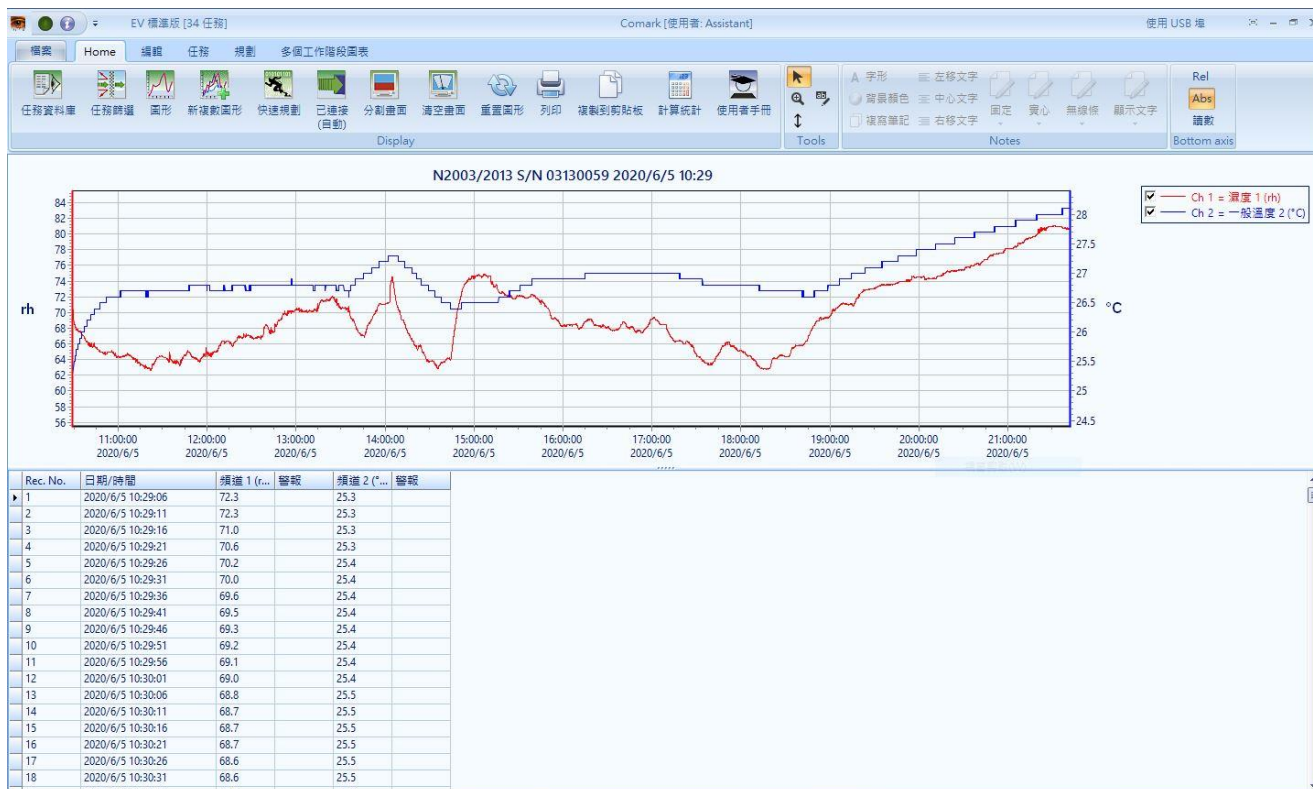 EV 標準版 [34 任務] Comark [使用者: Assistant] 使用 USB 埠
檔案 Home 編輯 任務 規劃 多個工作階段圖表
任務資料庫 任務篩選 圖形 新複數圖形 快速規劃 已連接 (自動) 分割畫面 清空畫面 重置圖形 列印 複製到剪貼板 計算統計 使用者手冊
A 字形 左移文字 Rel
背景顏色 中心文字 固定 實心 無線條 顯示文字 Abs
複寫筆記 右移文字 讀數
Display Tools Notes Bottom axis
N2003/2013 S/N 03130059 2020/6/5 10:29
Ch 1 = 濕度 1 (rh)
Ch 2 = 一般溫度 2 (°C)
84
82
80
78
76
74
72
70
68
66
64
62
60
58
56
rh
28
27.5
27
26.5
26
25.5
25
24.5
°C
11:00:00 12:00:00 13:00:00 14:00:00 15:00:00 16:00:00 17:00:00 18:00:00 19:00:00 20:00:00 21:00:00
2020/6/5 2020/6/5 2020/6/5 2020/6/5 2020/6/5 2020/6/5 2020/6/5 2020/6/5 2020/6/5 2020/6/5 2020/6/5
Rec. No. 日期/時間 頻道 1 (r... 警報 頻道 2 (°... 警報
1 2020/6/5 10:29:06 72.3 25.3
2 2020/6/5 10:29:11 72.3 25.3
3 2020/6/5 10:29:16 71.0 25.3
4 2020/6/5 10:29:21 70.6 25.3
5 2020/6/5 10:29:26 70.2 25.4
6 2020/6/5 10:29:31 70.0 25.4
7 2020/6/5 10:29:36 69.6 25.4
8 2020/6/5 10:29:41 69.5 25.4
9 2020/6/5 10:29:46 69.3 25.4
10 2020/6/5 10:29:51 69.2 25.4
11 2020/6/5 10:29:56 69.1 25.4
12 2020/6/5 10:30:01 69.0 25.4
13 2020/6/5 10:30:06 68.8 25.5
14 2020/6/5 10:30:11 68.7 25.5
15 2020/6/5 10:30:16 68.7 25.5
16 2020/6/5 10:30:21 68.7 25.5
17 2020/6/5 10:30:26 68.6 25.5
18 2020/6/5 10:30:31 68.6 25.5